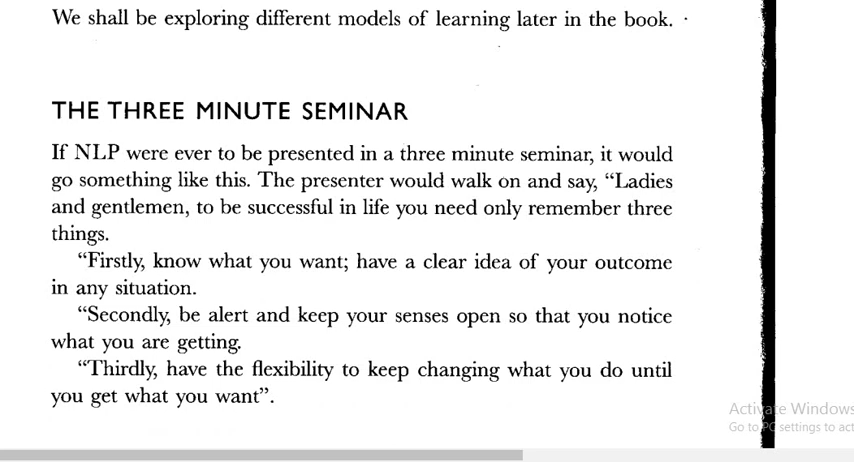 We shall be exploring different models of learning later in the book.
THE THREE MINUTE SEMINAR
If NLP were ever to be presented in a three minute seminar, it would
go something like this. The presenter would walk on and say, “Ladies
and gentlemen, to be successful in life you need only remember three
things.
“Firstly, know what you want; have a clear idea of your outcome
in any situation.
“Secondly, be alert and keep your senses open so that you notice
what you are getting.
“Thirdly, have the flexibility to keep changing what you do until
you get what you want”.
Activate Windows
Go to PC settings to act